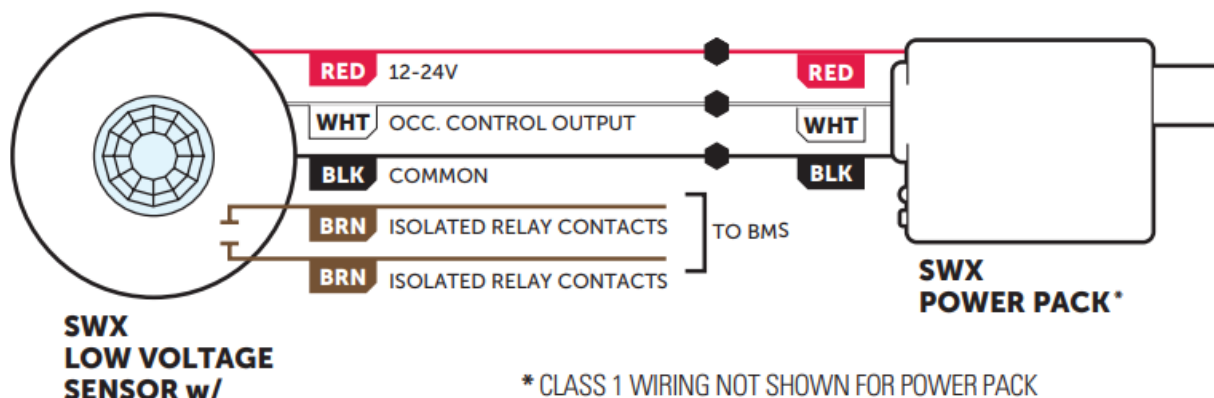 RED 12-24V RED
WHT OCC. CONTROL OUTPUT WHT
BLK COMMON BLK
BRN ISOLATED RELAY CONTACTS
TO BMS
BRN ISOLATED RELAY CONTACTS
SWX
POWER PACK*
SWX
LOW VOLTAGE
SENSOR w/
* CLASS 1 WIRING NOT SHOWN FOR POWER PACK